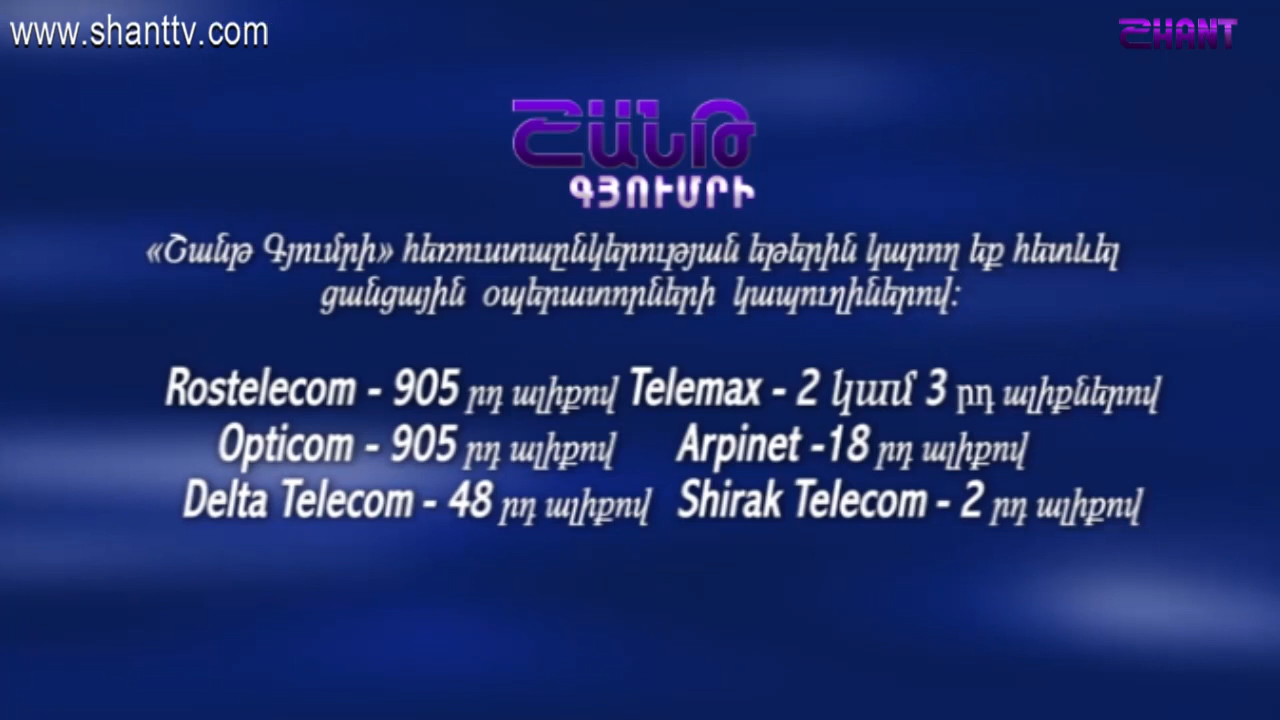 www.shanttv.com
SHANT
ՇԱՆԹ
ԳՅՈՒՄՐԻ
«Շանթ Գյումրի» հեռուստաընկերության եթերին կարող եք հետևել
ցանցային օպերատորների կապուղիներով:
Rostelecom - 905 րդ ալիքով Telemax - 2 կամ 3 րդ ալիքներով
Opticom - 905 րդ ալիքով Arpinet -18 րդ ալիքով
Delta Telecom - 48 րդ ալիքով Shirak Telecom - 2 րդ ալիքով